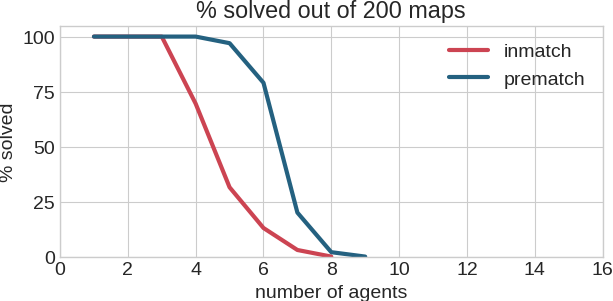 % solved out of 200 maps
% solved
100
75
50
25
0
inmatch
prematch
0 2 4 6 8 10 12 14 16
number of agents